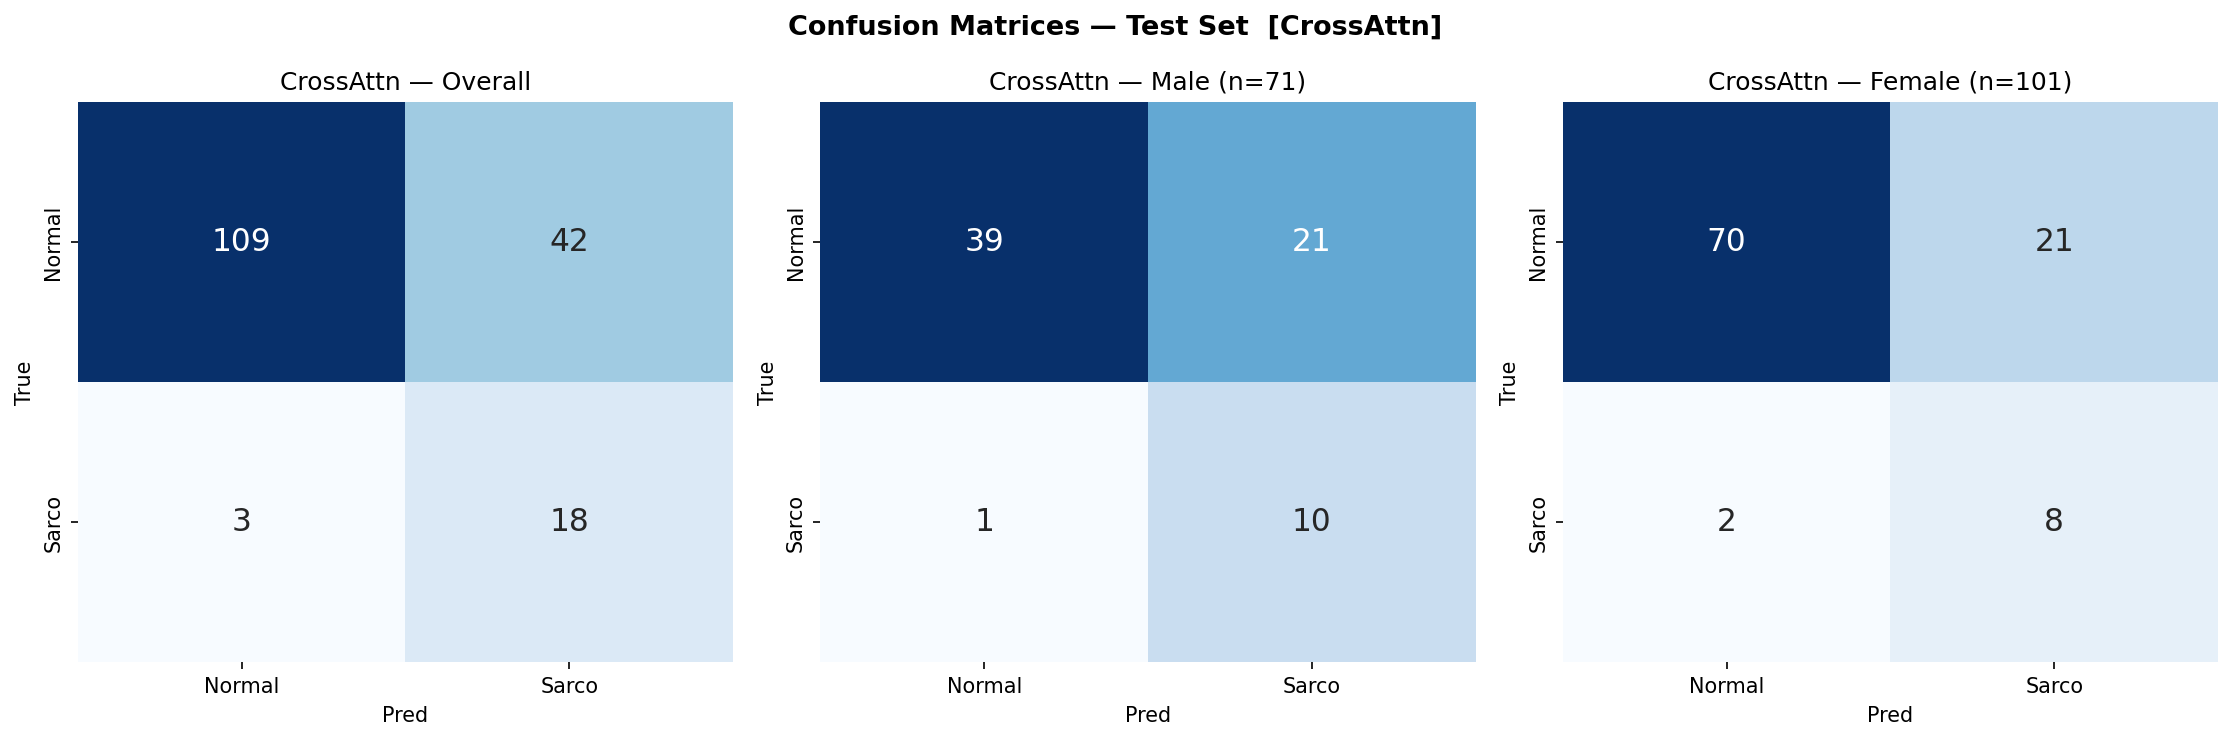 Confusion Matrices — Test Set  [CrossAttn]
CrossAttn — Overall
True
Normal
Sarco
109
42
3
18
Normal
Sarco
Pred
CrossAttn — Male (n=71)
True
Normal
Sarco
39
21
1
10
Normal
Sarco
Pred
CrossAttn — Female (n=101)
True
Normal
Sarco
70
21
2
8
Normal
Sarco
Pred